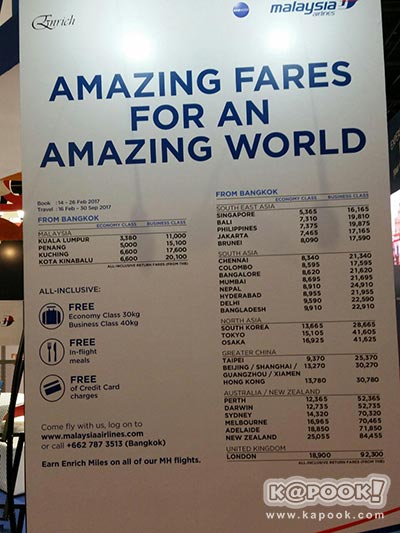 Enrich
oneworld
malaysia
airlines
AMAZING FARES
FOR AN
AMAZING WORLD
Book : 14 - 26 Feb 2017
Travel : 16 Feb - 30 Sep 2017
FROM BANGKOK
ECONOMY CLASS BUSINESS CLASS
MALAYSIA
KUALA LUMPUR 3,380 11,000
PENANG 5,000 15,100
KUCHING 6,600 17,600
KOTA KINABALU 6,600 20,100
ALL-INCLUSIVE RETURN FARES (FROM THB)
ALL-INCLUSIVE:
FREE
Economy Class 30kg
Business Class 40kg
FREE
In-flight
meals
FREE
of Credit Card
charges
Come fly with us, log on to
www.malaysiaairlines.com
or call +662 787 3513 (Bangkok)
Earn Enrich Miles on all of our MH flights.
FROM BANGKOK
ECONOMY CLASS BUSINESS CLASS
SOUTH EAST ASIA
SINGAPORE 5,365 16,165
BALI 7,310 19,810
PHILIPPINES 7,375 19,875
JAKARTA 7,465 17,165
BRUNEI 8,090 17,590
SOUTH ASIA
CHENNAI 8,340 21,340
COLOMBO 8,595 17,595
BANGALORE 8,620 21,620
MUMBAI 8,695 21,695
NEPAL 8,910 24,910
HYDERABAD 8,955 21,955
DELHI 9,590 22,590
BANGLADESH 9,910 22,910
NORTH ASIA
SOUTH KOREA 13,665 28,665
TOKYO 15,105 41,605
OSAKA 16,925 41,625
GREATER CHINA
TAIPEI 9,370 25,370
BEIJING / SHANGHAI / 13,270 30,270
GUANGZHOU / XIAMEN
HONG KONG 13,780 30,780
AUSTRALIA / NEW ZEALAND
PERTH 12,365 52,365
DARWIN 12,735 52,735
SYDNEY 14,320 70,320
MELBOURNE 16,965 70,465
ADELAIDE 18,850 71,850
NEW ZEALAND 25,055 84,455
UNITED KINGDOM
LONDON 18,900 92,300
ALL-INCLUSIVE RETURN FARES (FROM THB)
K@POOK!
www.kapook.com